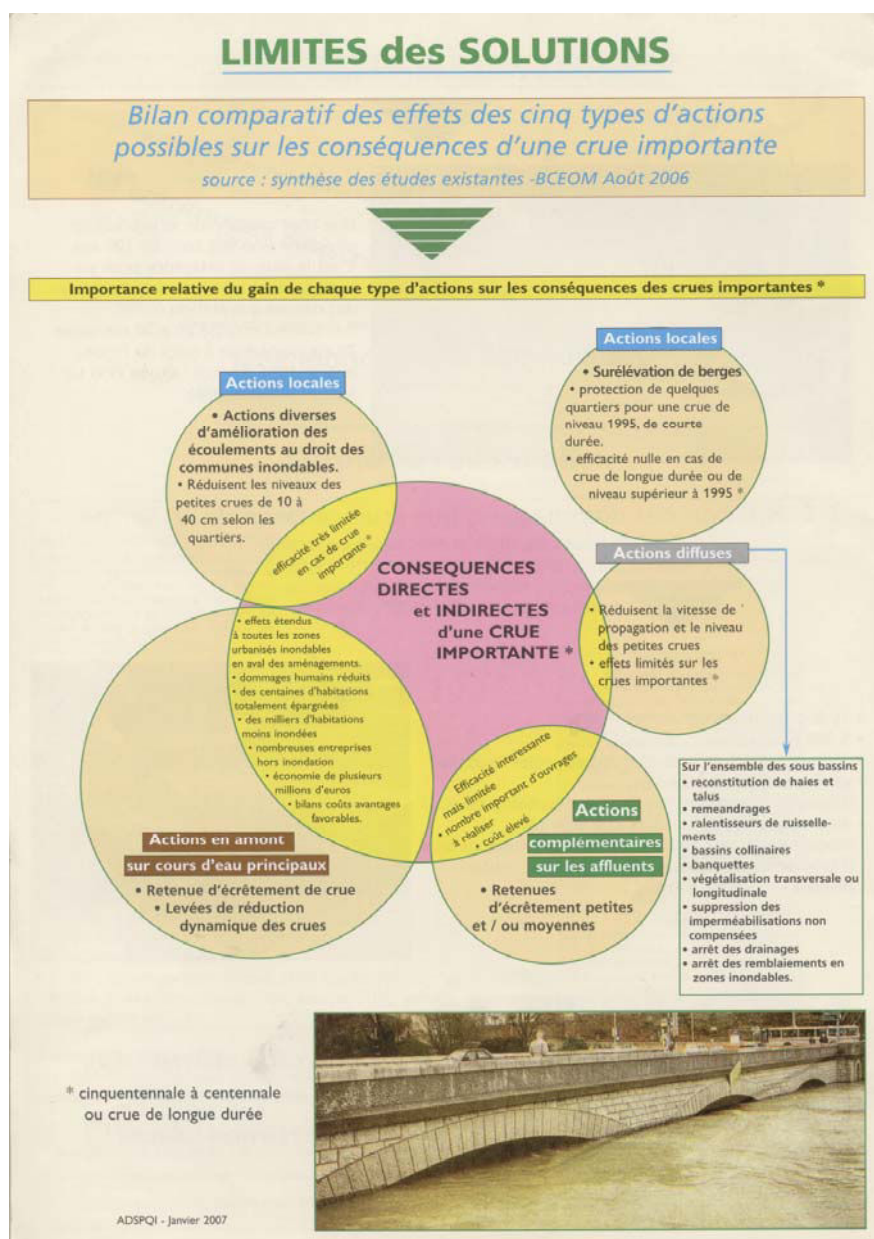 LIMITES des SOLUTIONS
Bilan comparatif des effets des cinq types d'actions
possibles sur les conséquences d'une crue importante
source : synthèse des études existantes -BCEOM Août 2006
Importance relative du gain de chaque type d'actions sur les conséquences des crues importantes *
Actions locales
• Actions diverses
d'amélioration des
écoulements au droit des
communes inondables.
• Réduisent les niveaux des
petites crues de 10 à
40 cm selon les
quartiers.
efficacité très limitée
en cas de crue
importante *
Actions locales
• Surélévation de berges
• protection de quelques
quartiers pour une crue de
niveau 1995, de courte
durée.
• efficacité nulle en cas de
crue de longue durée ou de
niveau supérieur à 1995 *
CONSEQUENCES
DIRECTES
et INDIRECTES
d'une CRUE
IMPORTANTE *
Actions diffuses
• Réduisent la vitesse de
propagation et le niveau
des petites crues
• effets limités sur les
crues importantes *
• effets étendus
à toutes les zones
urbanisés inondables
en aval des aménagements.
• dommages humains réduits
• des centaines d'habitations
totalement épargnées
• des milliers d'habitations
moins inondées
• nombreuses entreprises
hors inondation
• économie de plusieurs
millions d'euros
• bilans coûts avantages
favorables.
Actions en amont
sur cours d'eau principaux
• Retenue d'écrêtement de crue
• Levées de réduction
dynamique des crues
Efficacité interessante
mais limitée
• nombre important d'ouvrages
à réaliser
• coût élevé
Actions
complémentaires
sur les affluents
• Retenues
d'écrêtement petites
et / ou moyennes
Sur l'ensemble des sous bassins
• reconstitution de haies et
talus
• remeandrages
• ralentisseurs de ruisselle-
ments
• bassins collinaires
• banquettes
• végétalisation transversale ou
longitudinale
• suppression des
imperméabilisations non
compensées
• arrêt des drainages
• arrêt des remblaiements en
zones inondables.
* cinquentennale à centennale
ou crue de longue durée
ADSPQI - Janvier 2007